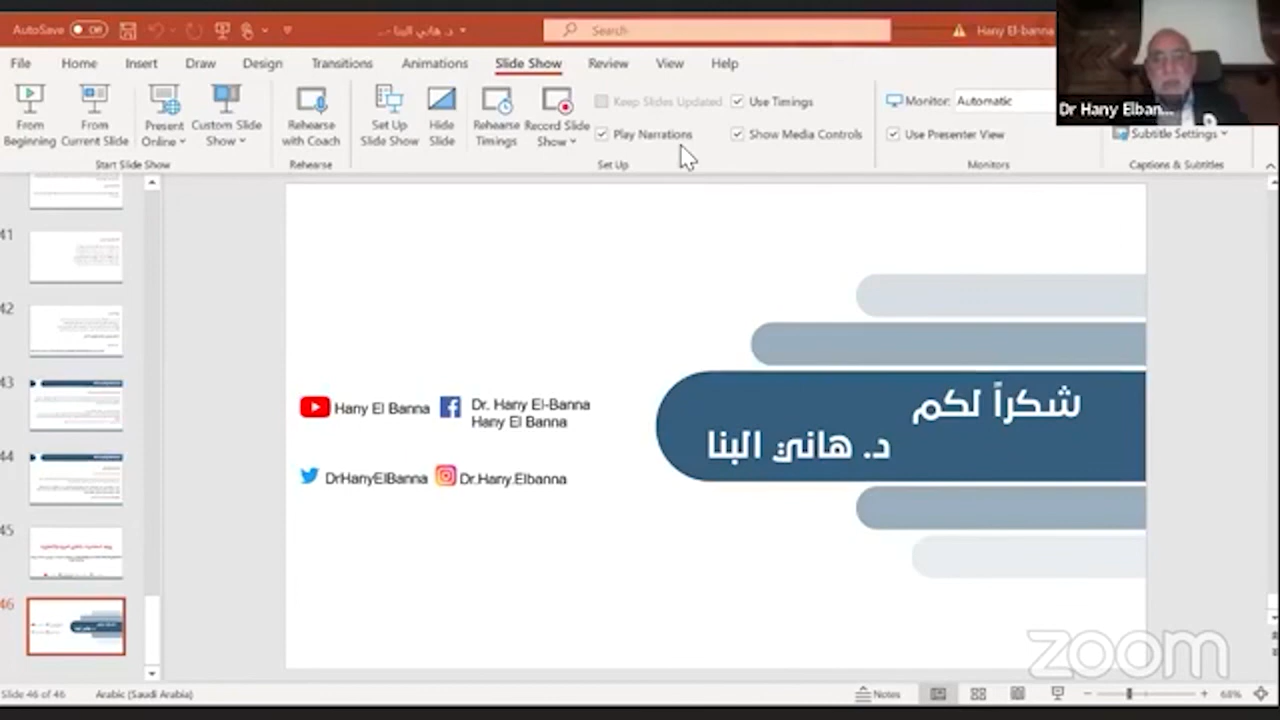 AutoSave Off د. هاني البنا -... Search Hany El-banna
File Home Insert Draw Design Transitions Animations Slide Show Review View Help
From Beginning
From Current Slide
Present Online
Custom Slide Show
Start Slide Show
Rehearse with Coach
Rehearse
Set Up Slide Show
Hide Slide
Rehearse Timings
Record Slide Show
Keep Slides Updated
Play Narrations
Use Timings
Show Media Controls
Set Up
Monitor: Automatic
Use Presenter View
Monitors
Subtitle Settings
Captions & Subtitles
Dr Hany Elban...
41
42
43
44
45
46
شكراً لكم
د. هاني البنا
Hany El Banna
Dr. Hany El-Banna
Hany El Banna
DrHanyElBanna
Dr.Hany.Elbanna
zoom
Slide 46 of 46 Arabic (Saudi Arabia) Notes 68%